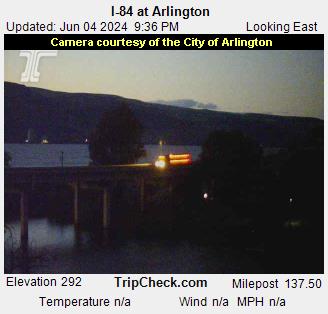 I-84 at Arlington
Updated: Jun 04 2024 9:36 PM Looking East
Camera courtesy of the City of Arlington
Elevation 292 TripCheck.com Milepost 137.50
Temperature n/a Wind n/a MPH n/a